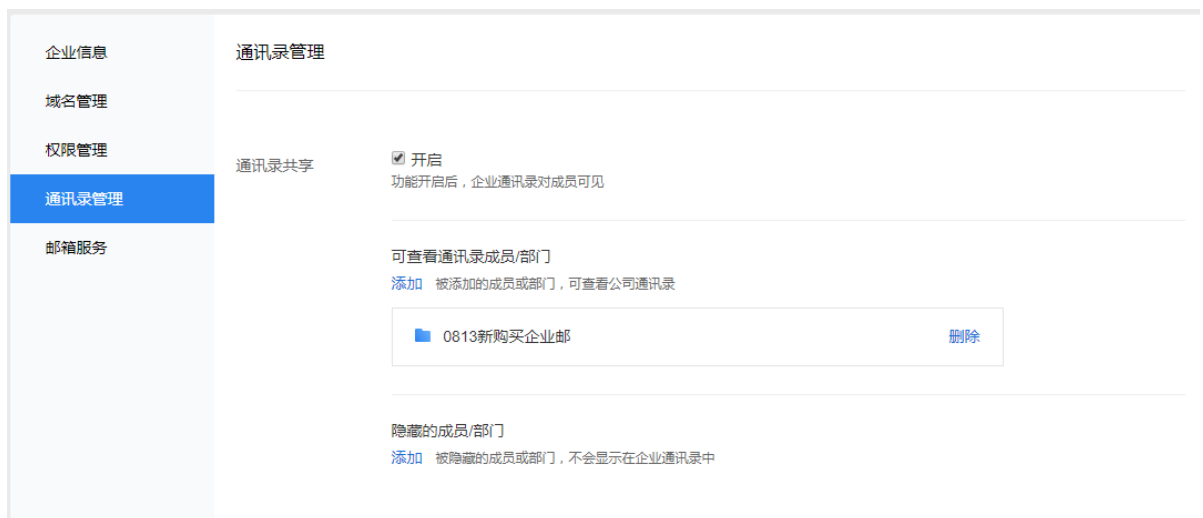 企业信息
域名管理
权限管理
通讯录管理
邮箱服务
通讯录管理
通讯录共享
开启
功能开启后，企业通讯录对成员可见
可查看通讯录成员/部门
添加 被添加的成员或部门，可查看公司通讯录
0813新购买企业邮 删除
隐藏的成员/部门
添加 被隐藏的成员或部门，不会显示在企业通讯录中